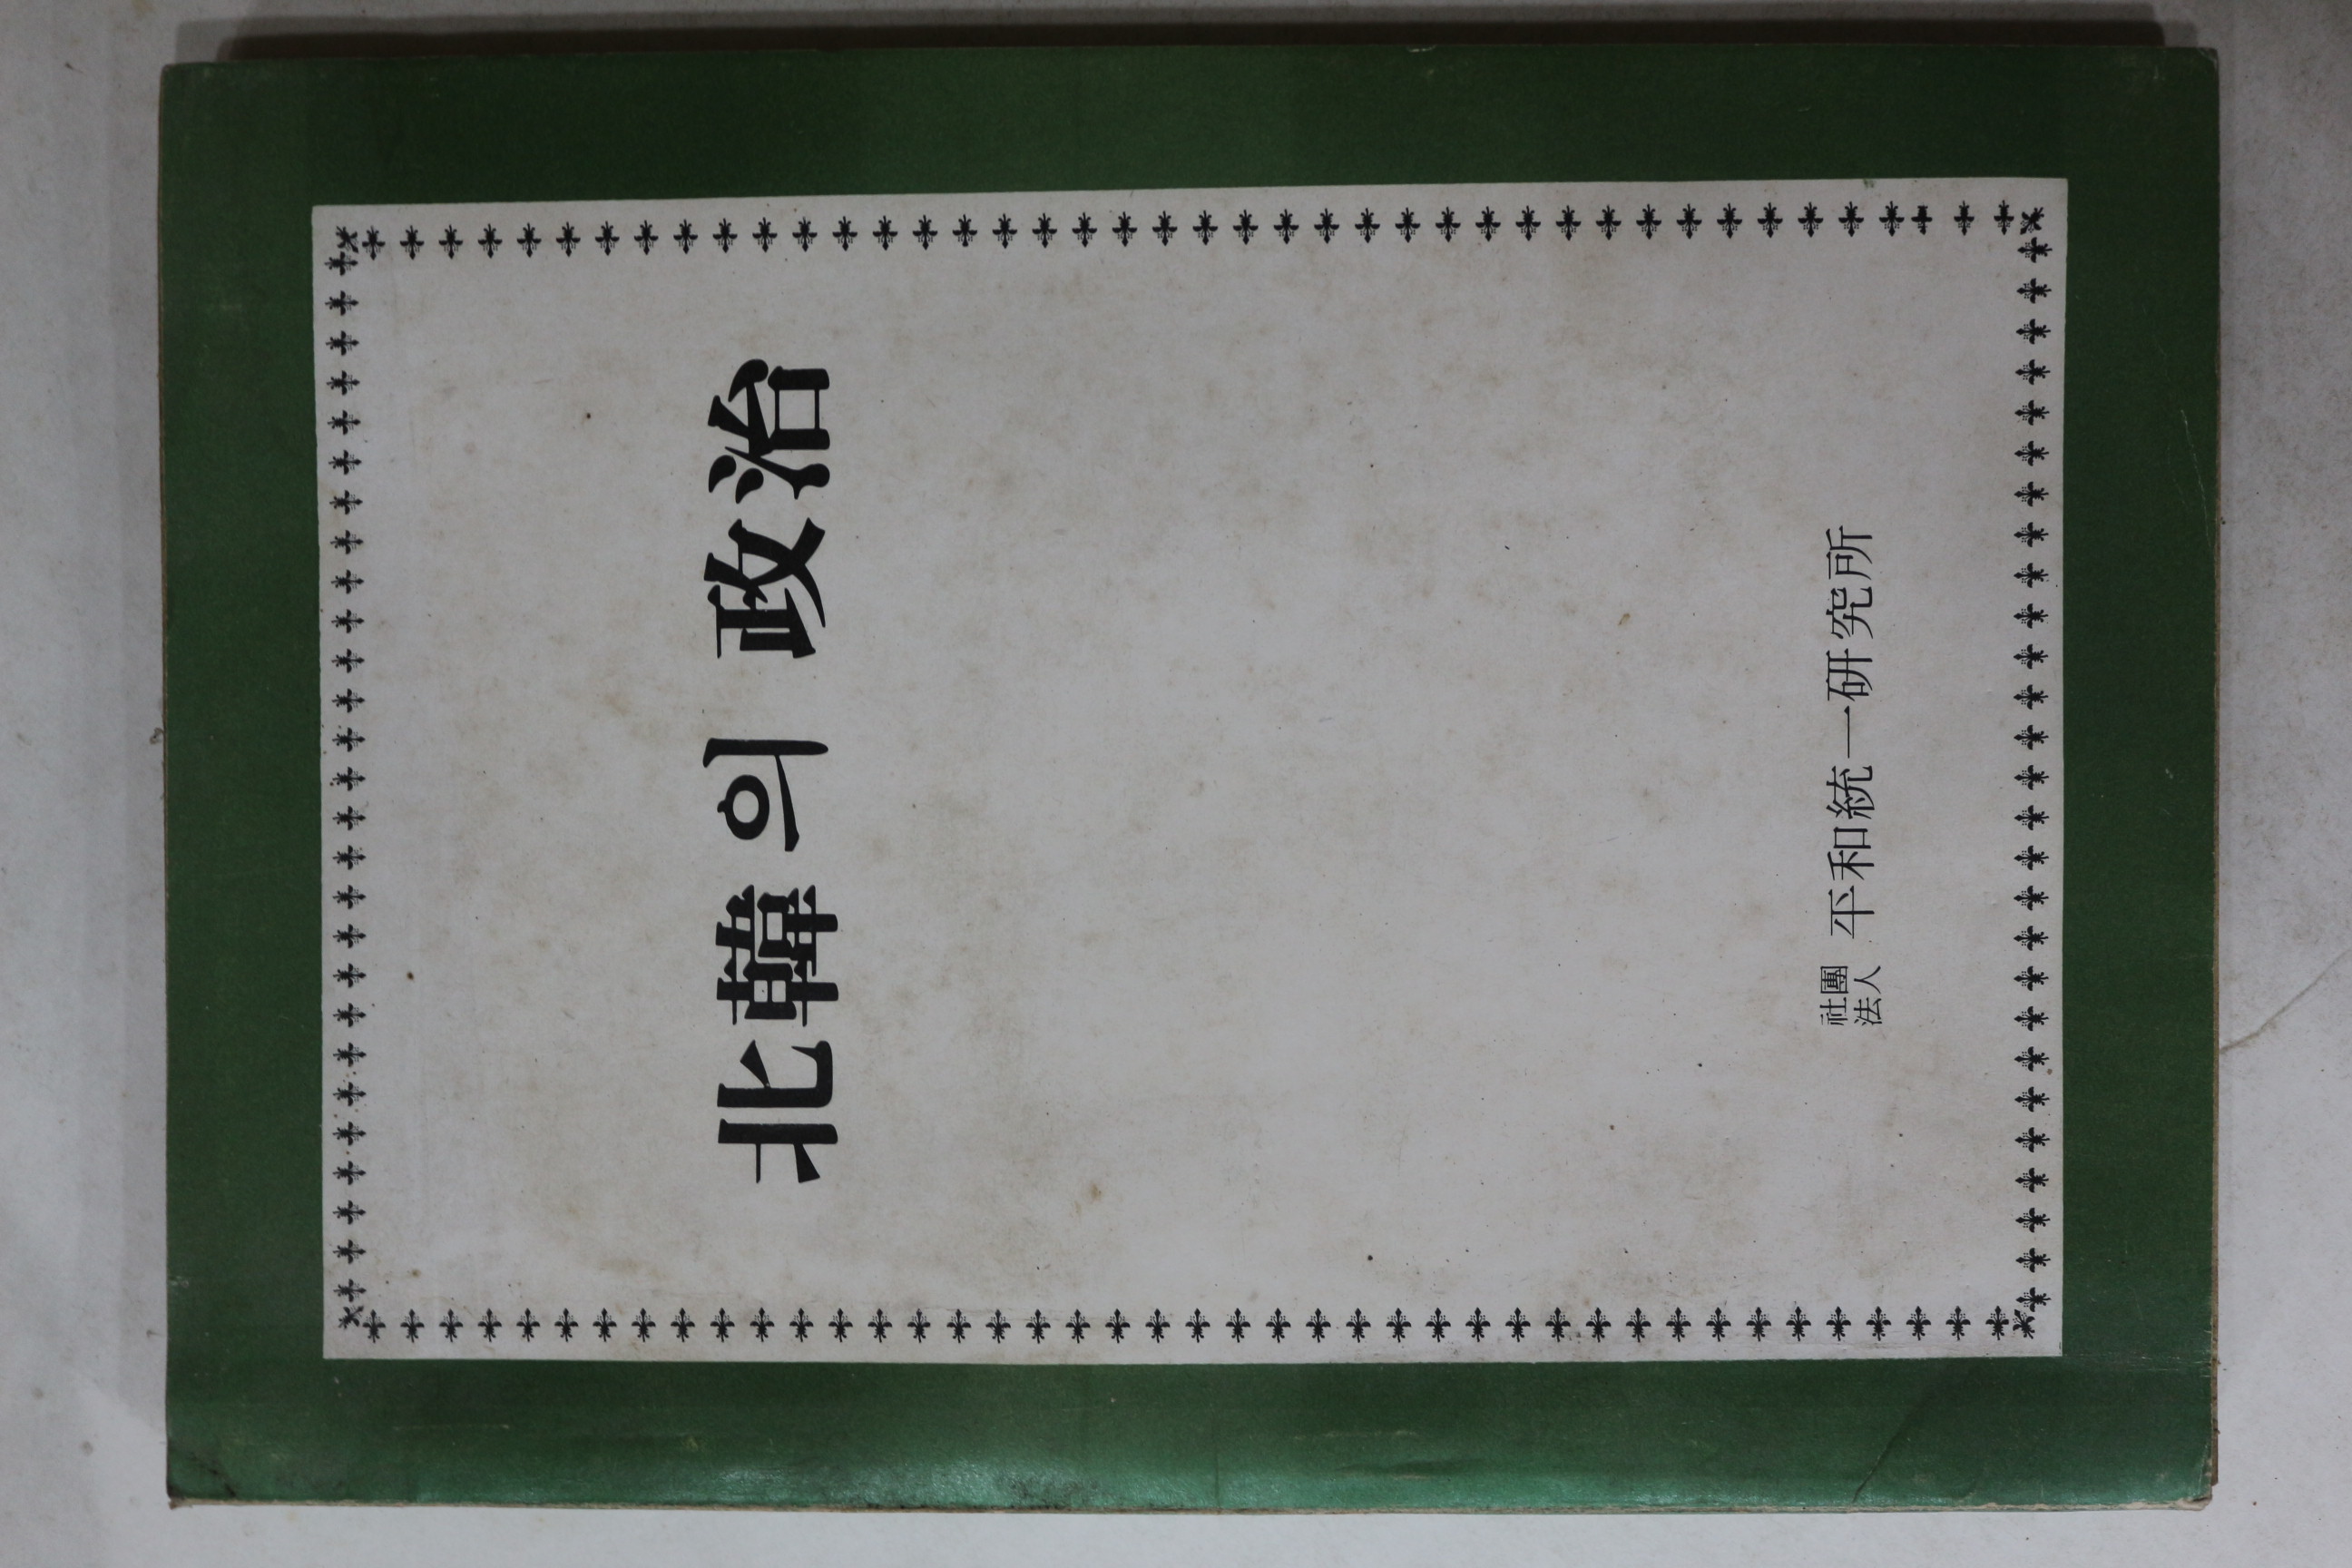 北韓의 政治
社團
法人 平和統一研究所